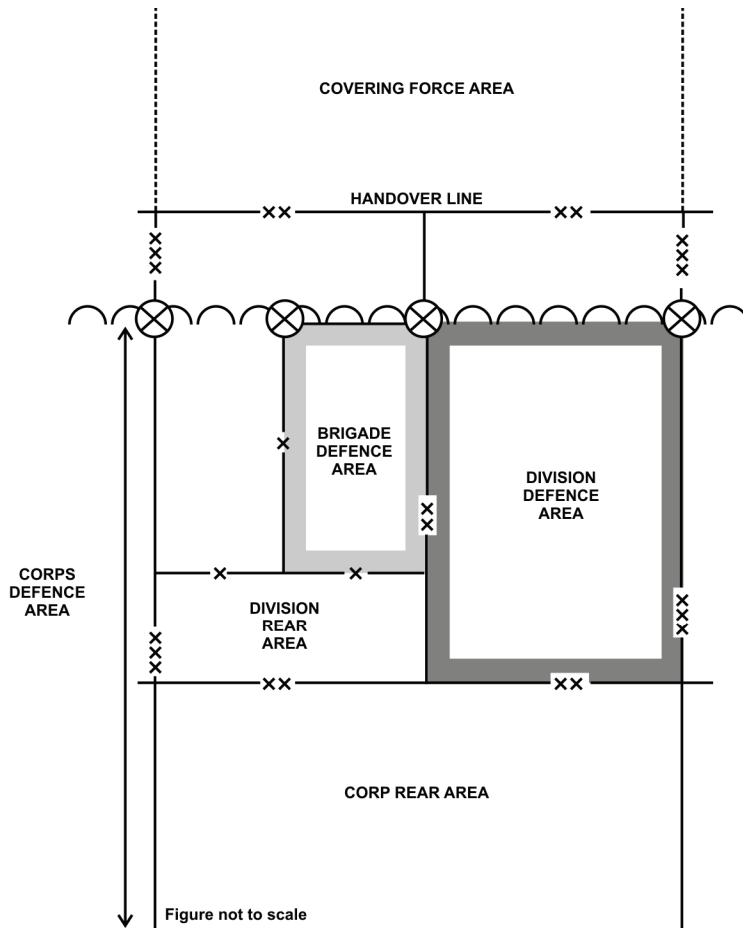 COVERING FORCE AREA
HANDOVER LINE
BRIGADE
DEFENCE
AREA
DIVISION
DEFENCE
AREA
CORPS
DEFENCE
AREA
DIVISION
REAR
AREA
CORP REAR AREA
Figure not to scale